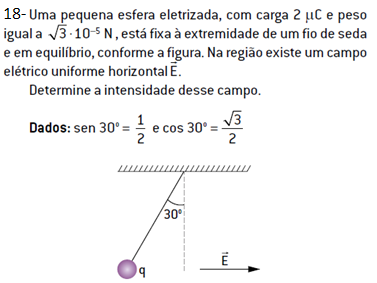 18- Uma pequena esfera eletrizada, com carga 2 μC e peso
igual a √3 · 10⁻⁵ N, está fixa à extremidade de um fio de seda
e em equilíbrio, conforme a figura. Na região existe um campo
elétrico uniforme horizontal E⃗.
Determine a intensidade desse campo.
Dados: sen 30° = 1/2 e cos 30° = √3/2
30°
q
E⃗